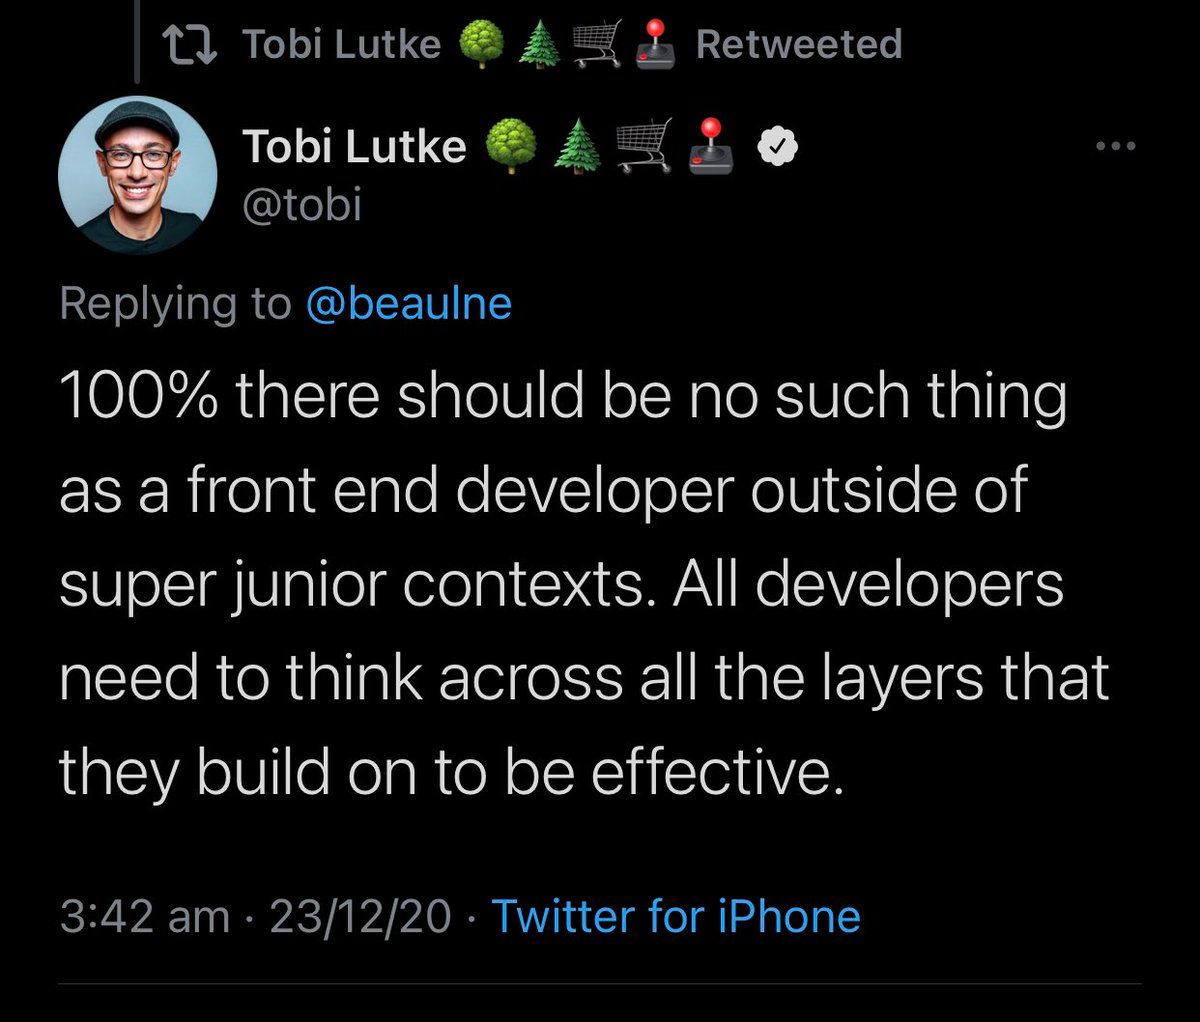 Tobi Lutke 🌳🌲🛒🕹️ Retweeted
Tobi Lutke 🌳🌲🛒🕹️
@tobi
Replying to @beaulne
100% there should be no such thing
as a front end developer outside of
super junior contexts. All developers
need to think across all the layers that
they build on to be effective.
3:42 am · 23/12/20 · Twitter for iPhone